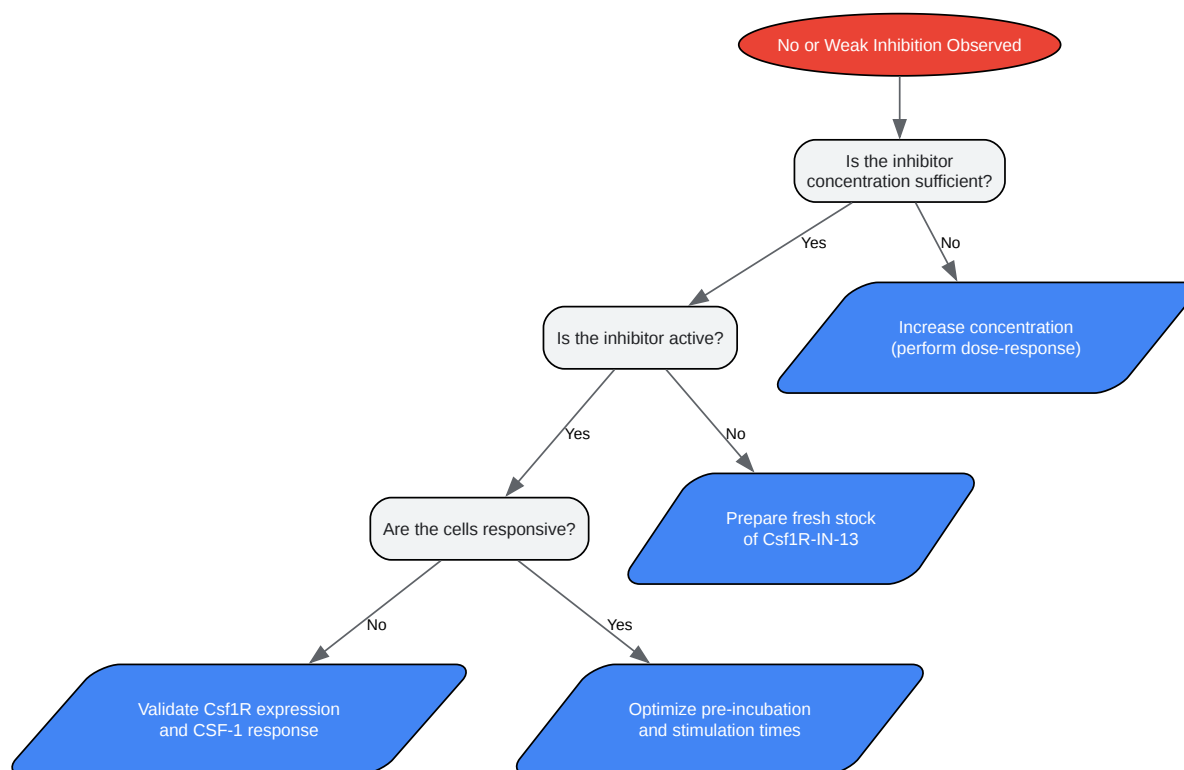 No or Weak Inhibition Observed
Is the inhibitor
concentration sufficient?
Yes
No
Increase concentration
(perform dose-response)
Is the inhibitor active?
Yes
No
Prepare fresh stock
of Csf1R-IN-13
Are the cells responsive?
No
Yes
Validate Csf1R expression
and CSF-1 response
Optimize pre-incubation
and stimulation times